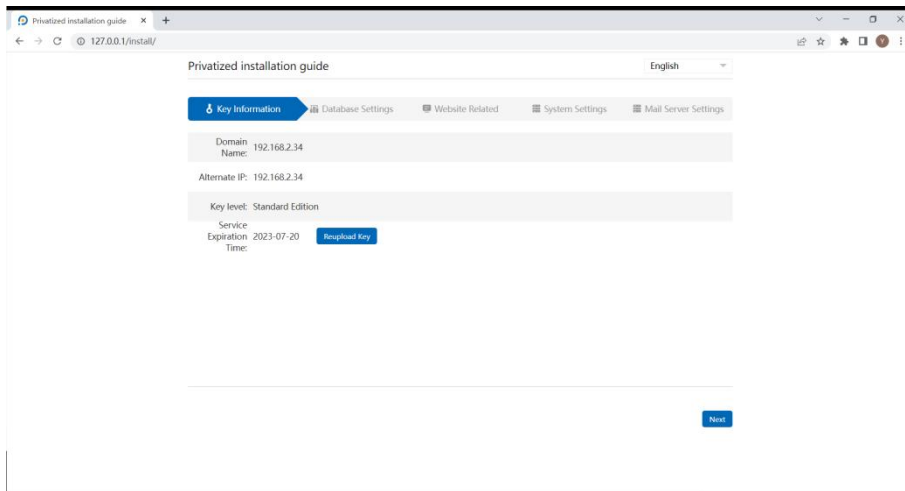 Privatized installation guide
127.0.0.1/install/
Y
Privatized installation guide
English
Key Information
Database Settings
Website Related
System Settings
Mail Server Settings
Domain
Name:
192.168.2.34
Alternate IP: 192.168.2.34
Key level: Standard Edition
Service
Expiration
Time:
2023-07-20
Reupload Key
Next